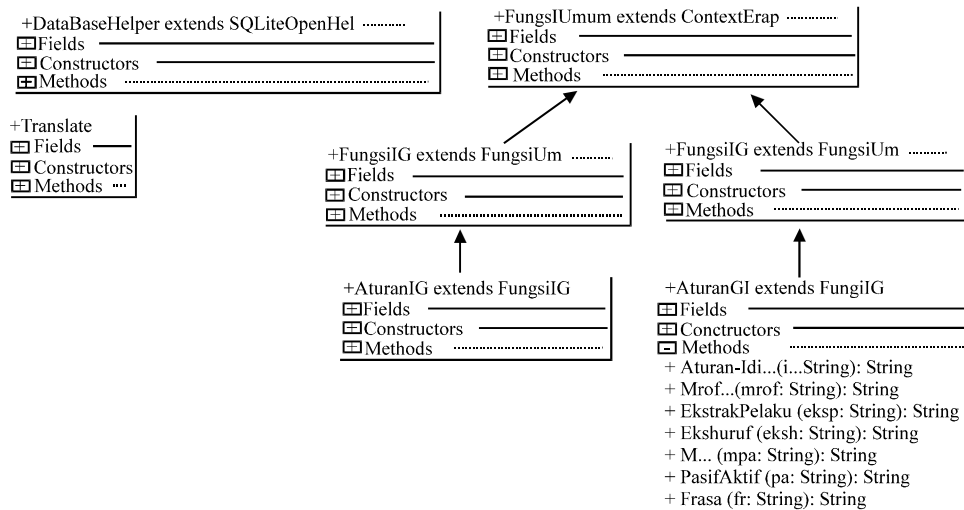 +DataBaseHelper extends SQLiteOpenHel
Fields
Constructors
Methods
+Translate
Fields
Constructors
Methods
+FungsIUmum extends ContextErap
Fields
Constructors
Methods
+FungsiIG extends FungsiUm
Fields
Constructors
Methods
+FungsiIG extends FungsiUm
Fields
Constructors
Methods
+AturanIG extends FungsiIG
Fields
Constructors
Methods
+AturanGI extends FungiIG
Fields
Conctructors
Methods
+ Aturan-Idi...(i...String): String
+ Mrof...(mrof: String): String
+ EkstrakPelaku (eksp: String): String
+ Ekshuruf (eksh: String): String
+ M... (mpa: String): String
+ PasifAktif (pa: String): String
+ Frasa (fr: String): String